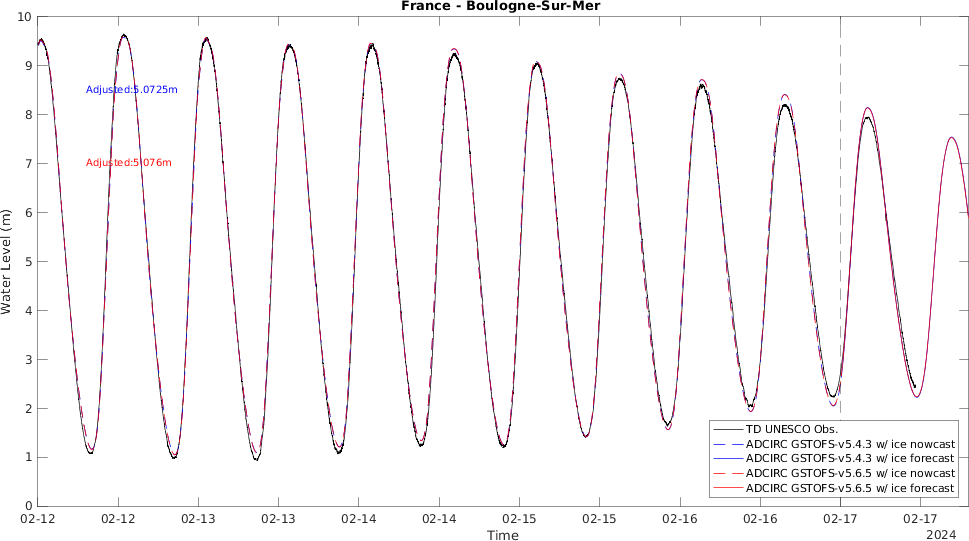 France - Boulogne-Sur-Mer
10
9
8
7
6
5
4
3
2
1
0
Water Level (m)
Adjusted:5.0725m
Adjusted:5.076m
TD UNESCO Obs.
ADCIRC GSTOFS-v5.4.3 w/ ice nowcast
ADCIRC GSTOFS-v5.4.3 w/ ice forecast
ADCIRC GSTOFS-v5.6.5 w/ ice nowcast
ADCIRC GSTOFS-v5.6.5 w/ ice forecast
02-12 02-12 02-13 02-13 02-14 02-14 02-15 02-15 02-16 02-16 02-17 02-17
Time
2024